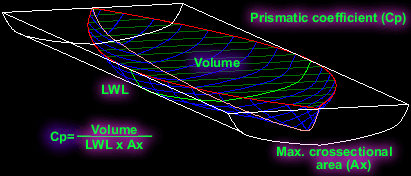 Prismatic coefficient (Cp)
Volume
LWL
Cp= Volume
LWL x Ax
Max. crossectional
area (Ax)